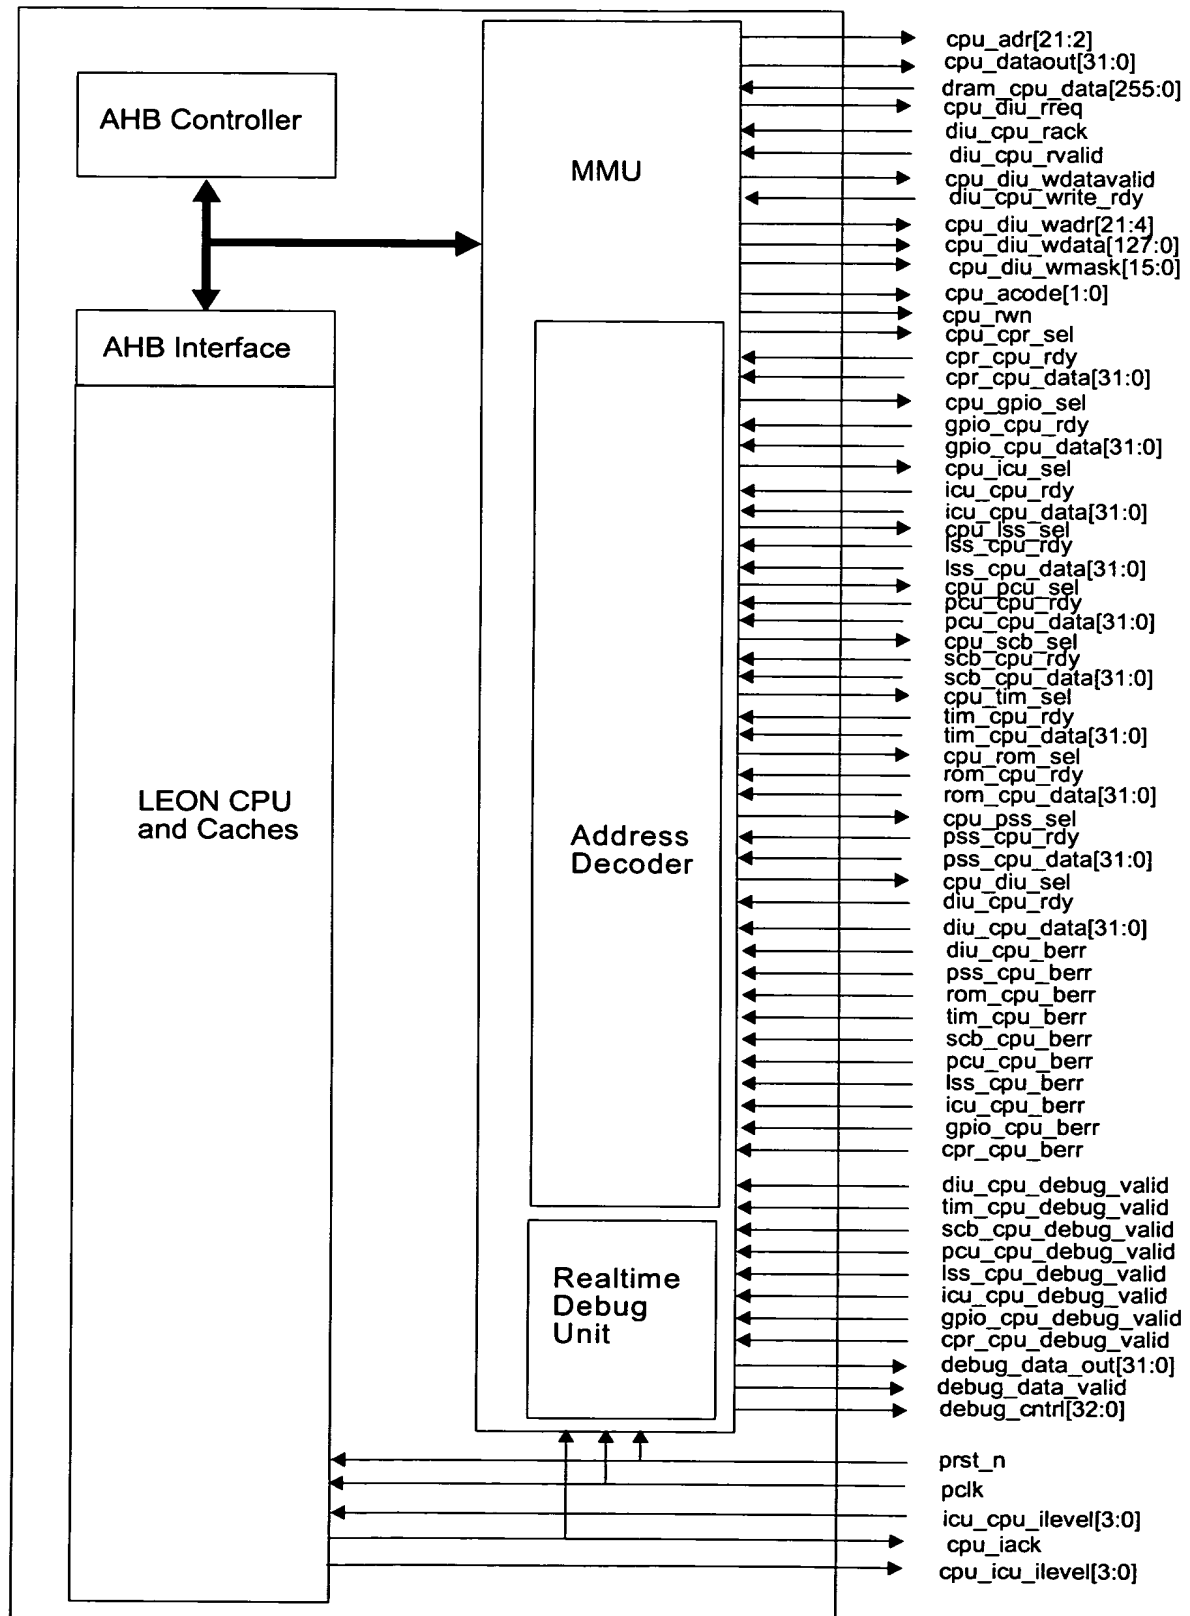 AHB Controller
AHB Interface
LEON CPU
and Caches
MMU
Address
Decoder
Realtime
Debug
Unit
cpu_adr[21:2]
cpu_dataout[31:0]
dram_cpu_data[255:0]
cpu_diu_rreq
diu_cpu_rack
diu_cpu_rvalid
cpu_diu_wdatavalid
diu_cpu_write_rdy
cpu_diu_wadr[21:4]
cpu_diu_wdata[127:0]
cpu_diu_wmask[15:0]
cpu_acode[1:0]
cpu_rwn
cpu_cpr_sel
cpr_cpu_rdy
cpr_cpu_data[31:0]
cpu_gpio_sel
gpio_cpu_rdy
gpio_cpu_data[31:0]
cpu_icu_sel
icu_cpu_rdy
icu_cpu_data[31:0]
cpu_lss_sel
lss_cpu_rdy
lss_cpu_data[31:0]
cpu_pcu_sel
pcu_cpu_rdy
pcu_cpu_data[31:0]
cpu_scb_sel
scb_cpu_rdy
scb_cpu_data[31:0]
cpu_tim_sel
tim_cpu_rdy
tim_cpu_data[31:0]
cpu_rom_sel
rom_cpu_rdy
rom_cpu_data[31:0]
cpu_pss_sel
pss_cpu_rdy
pss_cpu_data[31:0]
cpu_diu_sel
diu_cpu_rdy
diu_cpu_data[31:0]
diu_cpu_berr
pss_cpu_berr
rom_cpu_berr
tim_cpu_berr
scb_cpu_berr
pcu_cpu_berr
lss_cpu_berr
icu_cpu_berr
gpio_cpu_berr
cpr_cpu_berr
diu_cpu_debug_valid
tim_cpu_debug_valid
scb_cpu_debug_valid
pcu_cpu_debug_valid
lss_cpu_debug_valid
icu_cpu_debug_valid
gpio_cpu_debug_valid
cpr_cpu_debug_valid
debug_data_out[31:0]
debug_data_valid
debug_cntrl[32:0]
prst_n
pclk
icu_cpu_ilevel[3:0]
cpu_iack
cpu_icu_ilevel[3:0]